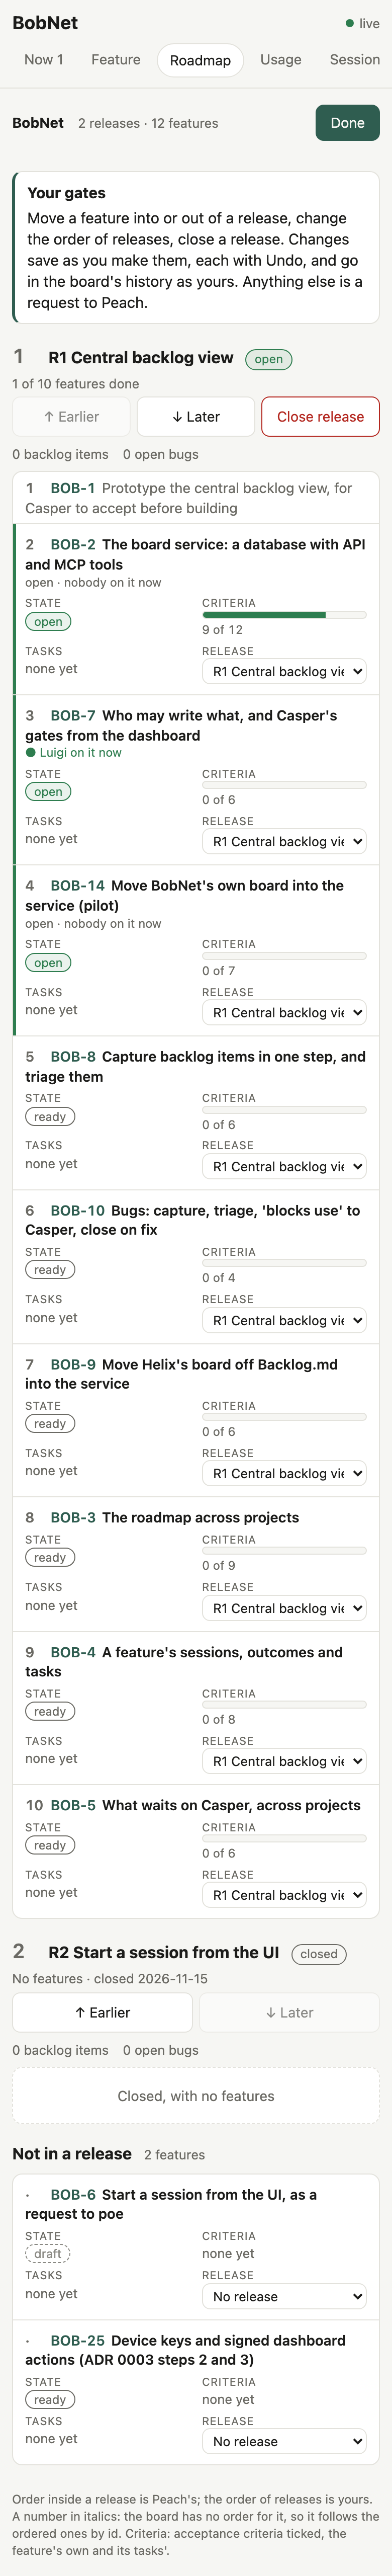 BobNet
live
Now 1 Feature Roadmap Usage Session
BobNet 2 releases · 12 features Done
Your gates
Move a feature into or out of a release, change
the order of releases, close a release. Changes
save as you make them, each with Undo, and go
in the board's history as yours. Anything else is a
request to Peach.
1 R1 Central backlog view open
1 of 10 features done
↑ Earlier ↓ Later Close release
0 backlog items 0 open bugs
1 BOB-1 Prototype the central backlog view, for
Casper to accept before building
2 BOB-2 The board service: a database with API
and MCP tools
open · nobody on it now
STATE CRITERIA
open
9 of 12
TASKS RELEASE
none yet R1 Central backlog vie
3 BOB-7 Who may write what, and Casper's
gates from the dashboard
Luigi on it now
STATE CRITERIA
open
0 of 6
TASKS RELEASE
none yet R1 Central backlog vie
4 BOB-14 Move BobNet's own board into the
service (pilot)
open · nobody on it now
STATE CRITERIA
open
0 of 7
TASKS RELEASE
none yet R1 Central backlog vie
5 BOB-8 Capture backlog items in one step, and
triage them
STATE CRITERIA
ready
0 of 6
TASKS RELEASE
none yet R1 Central backlog vie
6 BOB-10 Bugs: capture, triage, 'blocks use' to
Casper, close on fix
STATE CRITERIA
ready
0 of 4
TASKS RELEASE
none yet R1 Central backlog vie
7 BOB-9 Move Helix's board off Backlog.md
into the service
STATE CRITERIA
ready
0 of 6
TASKS RELEASE
none yet R1 Central backlog vie
8 BOB-3 The roadmap across projects
STATE CRITERIA
ready
0 of 9
TASKS RELEASE
none yet R1 Central backlog vie
9 BOB-4 A feature's sessions, outcomes and
tasks
STATE CRITERIA
ready
0 of 8
TASKS RELEASE
none yet R1 Central backlog vie
10 BOB-5 What waits on Casper, across projects
STATE CRITERIA
ready
0 of 6
TASKS RELEASE
none yet R1 Central backlog vie
2 R2 Start a session from the UI closed
No features · closed 2026-11-15
↑ Earlier ↓ Later
0 backlog items 0 open bugs
Closed, with no features
Not in a release 2 features
· BOB-6 Start a session from the UI, as a
request to poe
STATE CRITERIA
draft none yet
TASKS RELEASE
none yet No release
· BOB-25 Device keys and signed dashboard
actions (ADR 0003 steps 2 and 3)
STATE CRITERIA
ready none yet
TASKS RELEASE
none yet No release
Order inside a release is Peach's; the order of releases is yours.
A number in italics: the board has no order for it, so it follows the
ordered ones by id. Criteria: acceptance criteria ticked, the
feature's own and its tasks'.